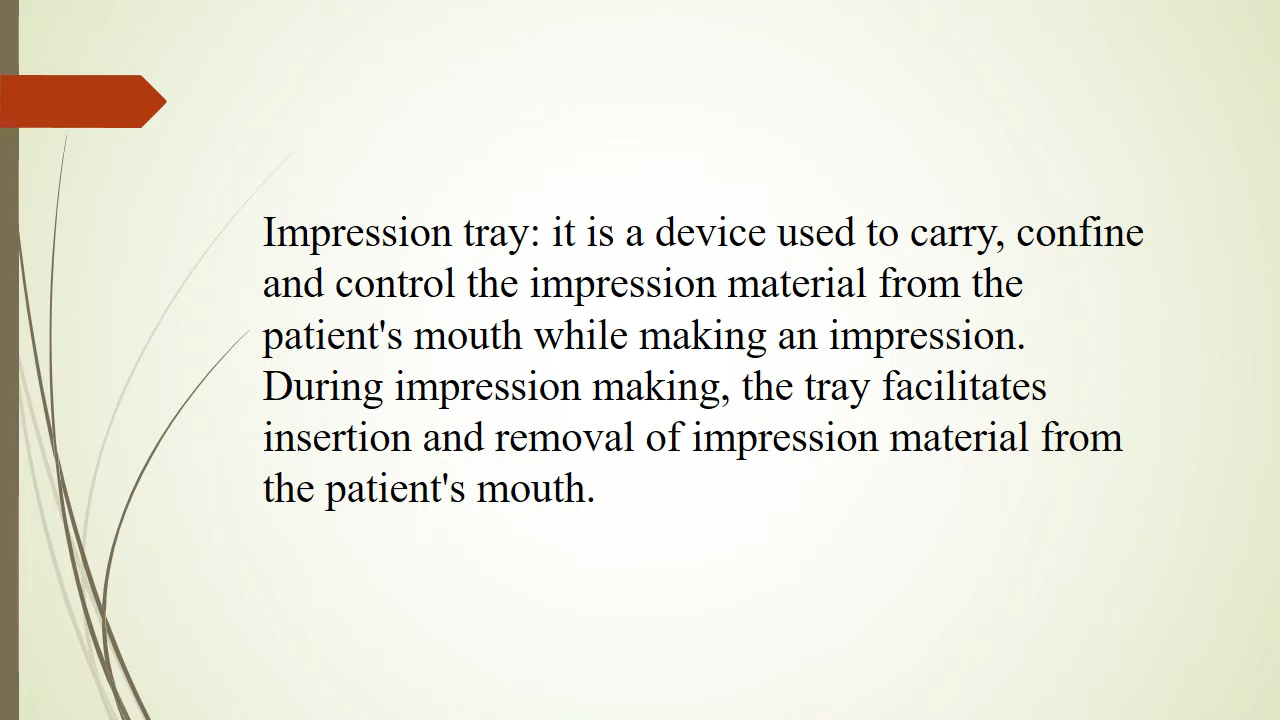 Impression tray: it is a device used to carry, confine
and control the impression material from the
patient's mouth while making an impression.
During impression making, the tray facilitates
insertion and removal of impression material from
the patient's mouth.